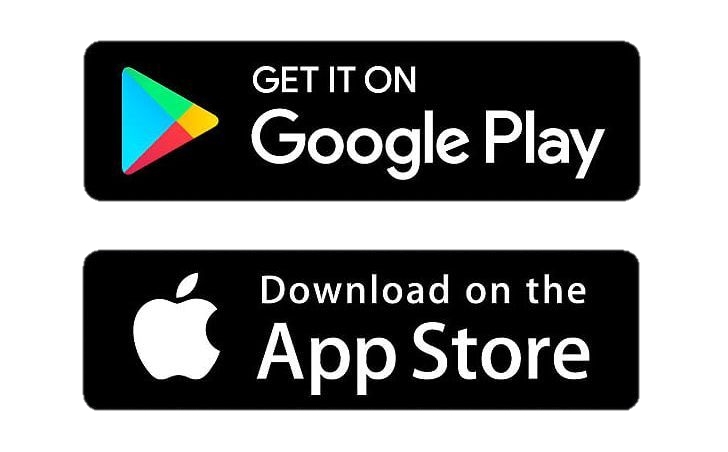 GET IT ON
Google Play
Download on the
App Store